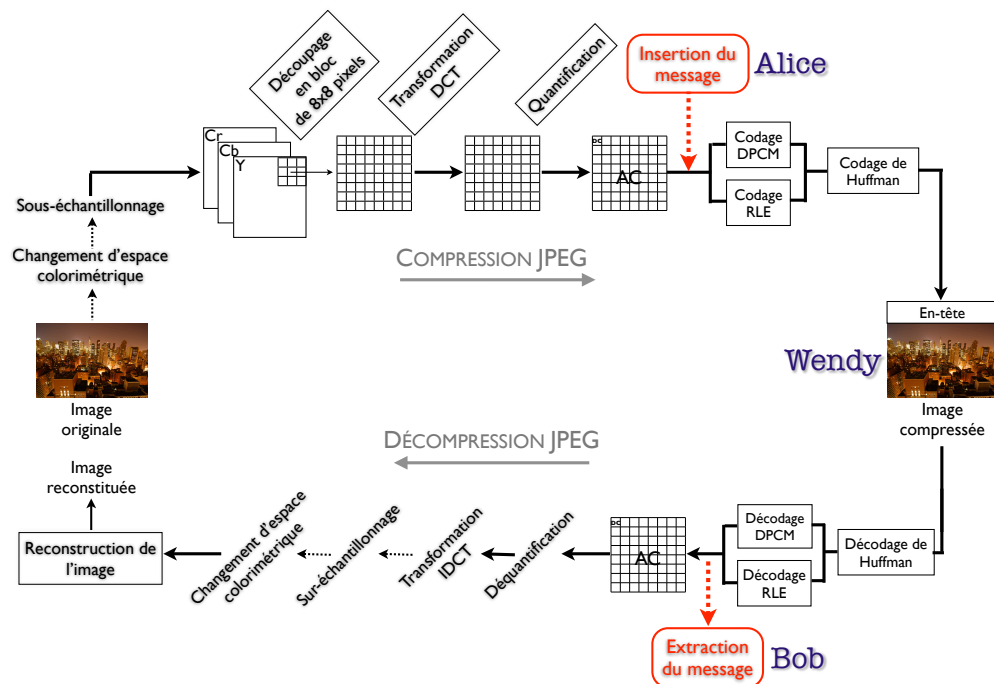 Découpage
en bloc
de 8x8 pixels
Transformation
DCT
Quantification
Insertion du
message
Alice
Cr
Cb
Y
DC
AC
Codage
DPCM
Codage
RLE
Codage de
Huffman
Sous-échantillonnage
Changement d'espace
colorimétrique
COMPRESSION JPEG
Image
originale
En-tête
Wendy
Image
compressée
DÉCOMPRESSION JPEG
Image
reconstituée
Reconstruction de
l'image
Changement d'espace
colorimétrique
Sur-échantillonnage
Transformation
IDCT
Déquantification
DC
AC
Décodage
DPCM
Décodage
RLE
Décodage de
Huffman
Extraction
du message
Bob